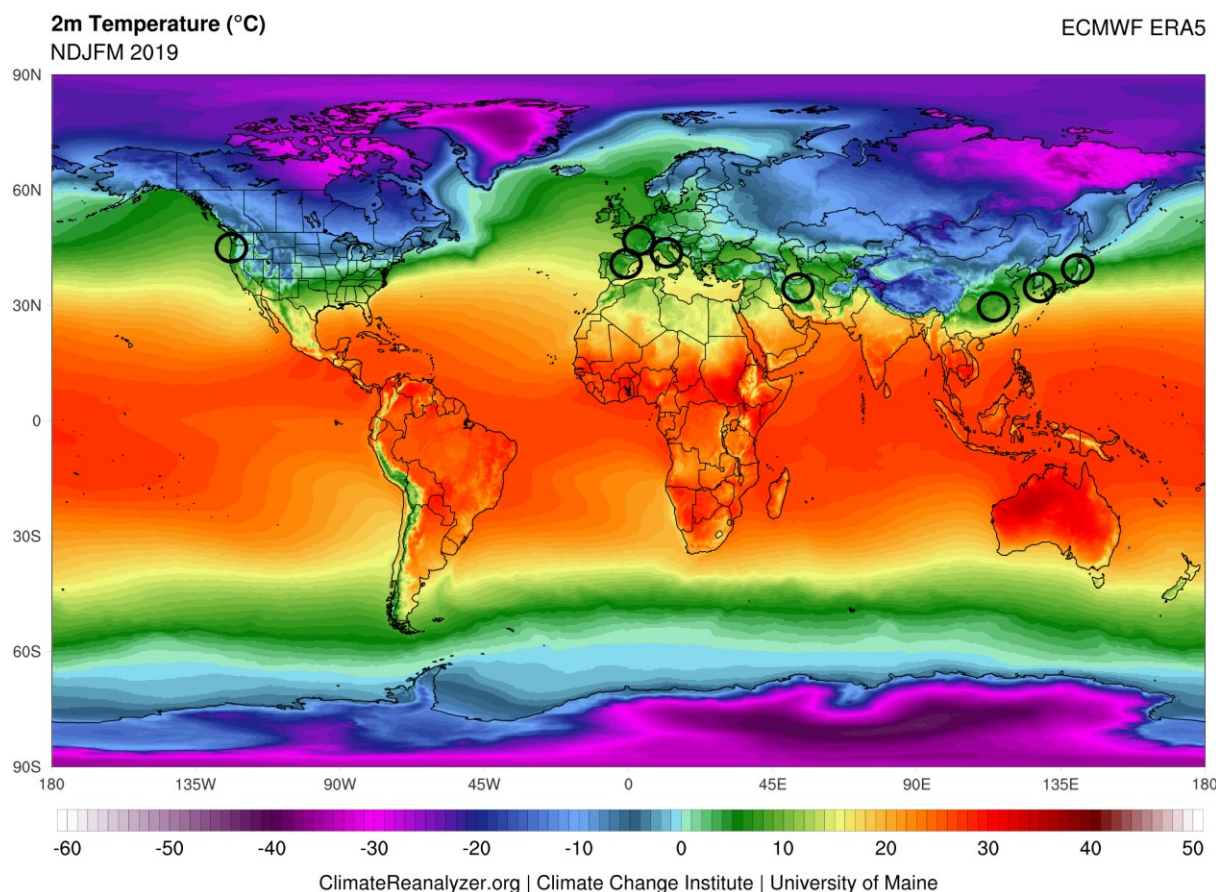 2m Temperature (°C)
NDJFM 2019
ECMWF ERA5
90N
60N
30N
0
30S
60S
90S
180 135W 90W 45W 0 45E 90E 135E 180
-60 -50 -40 -30 -20 -10 0 10 20 30 40 50
ClimateReanalyzer.org | Climate Change Institute | University of Maine